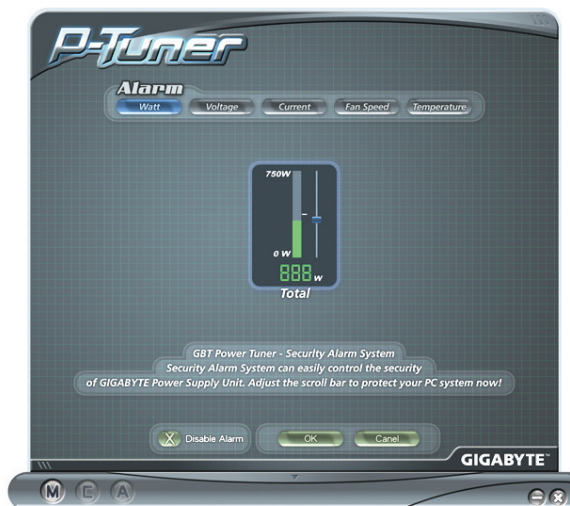 P-Tuner
Alarm
Watt Voltage Current Fan Speed Temperature
750W
0 W
888 w
Total
GBT Power Tuner - Security Alarm System
Security Alarm System can easily control the security
of GIGABYTE Power Supply Unit. Adjust the scroll bar to protect your PC system now!
X Disable Alarm OK Canel
GIGABYTE™
M C A